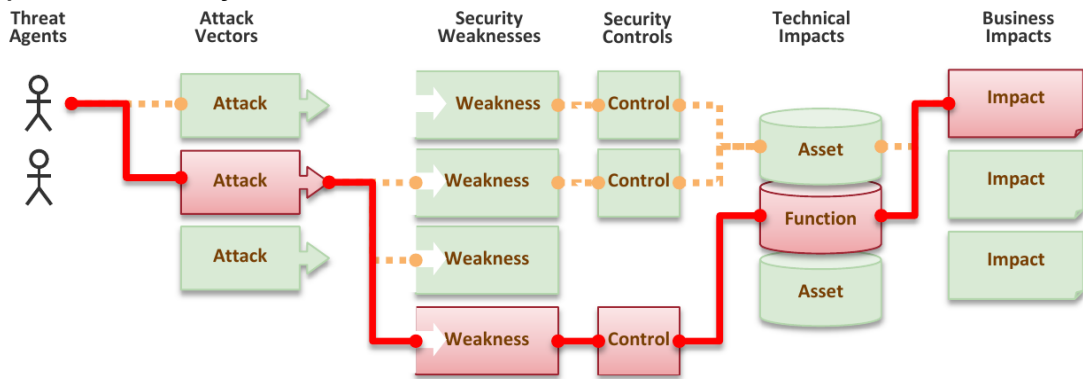 Threat
Agents
Attack
Vectors
Security
Weaknesses
Security
Controls
Technical
Impacts
Business
Impacts
Attack
Weakness
Control
Impact
Asset
Attack
Weakness
Control
Impact
Function
Attack
Weakness
Impact
Asset
Weakness
Control